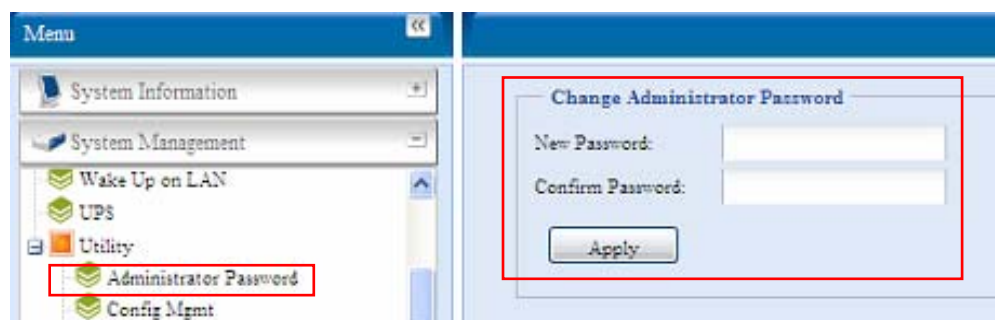 Menu
System Information
System Management
Wake Up on LAN
UPS
Utility
Administrator Password
Config Mgmt
Change Administrator Password
New Password:
Confirm Password:
Apply